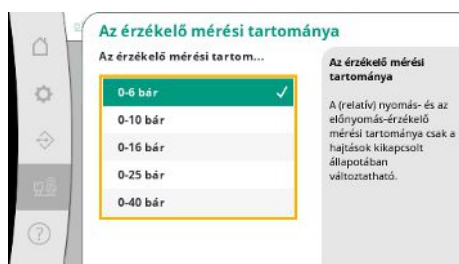 Az érzékelő mérési tartománya
Az érzékelő mérési tartom...
0-6 bár
0-10 bár
0-16 bár
0-25 bár
0-40 bár
Az érzékelő mérési
tartománya
A (relatív) nyomás- és az
előnyomás-érzékelő
mérési tartománya csak a
hajtások kikapcsolt
állapotában
változtatható.